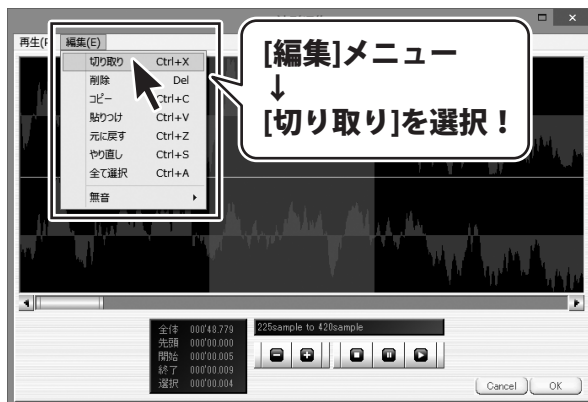 再生(P
編集(E)
切り取り Ctrl+X
削除 Del
コピー Ctrl+C
貼りつけ Ctrl+V
元に戻す Ctrl+Z
やり直し Ctrl+S
全て選択 Ctrl+A
無音
[編集]メニュー
↓
[切り取り]を選択！
全体 000'48.779
先頭 000'00.000
開始 000'00.005
終了 000'00.009
選択 000'00.004
225sample to 420sample
Cancel
OK